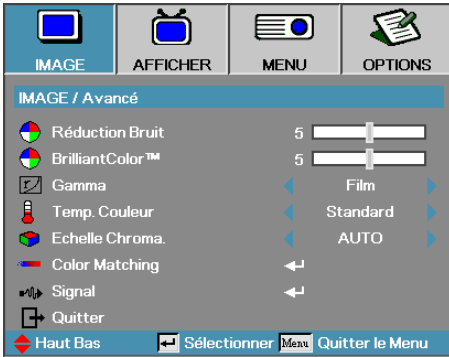 IMAGE AFFICHER MENU OPTIONS
IMAGE / Avancé
Réduction Bruit 5
BrilliantColor™ 5
Gamma Film
Temp. Couleur Standard
Echelle Chroma. AUTO
Color Matching
Signal
Quitter
Haut Bas Sélectionner Menu Quitter le Menu